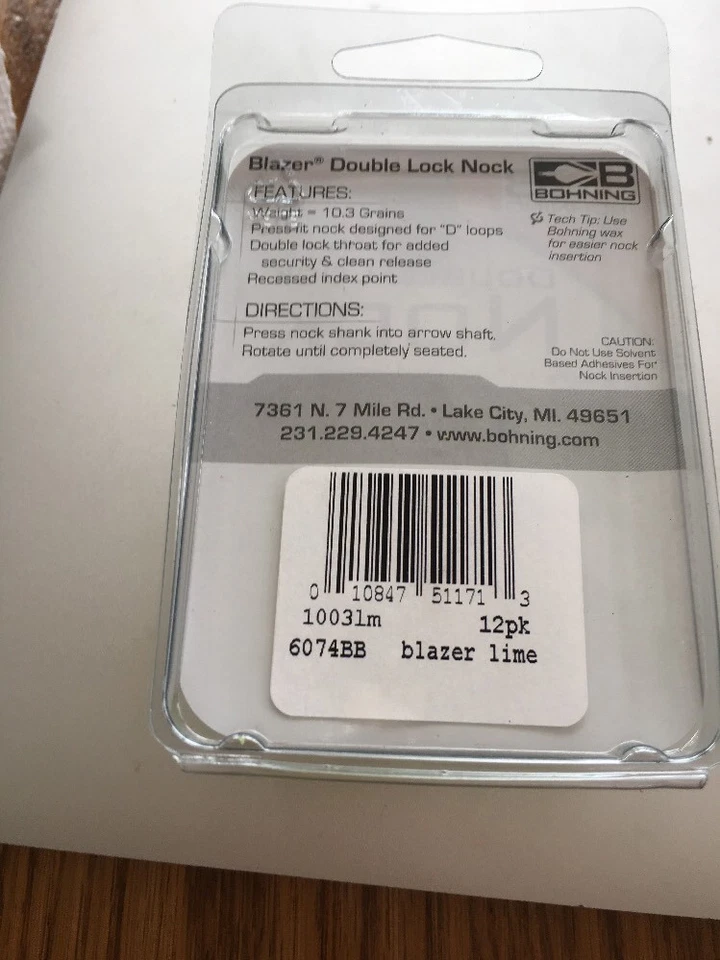 Blazer® Double Lock Nock
BOHNING
FEATURES:
Weight = 10.3 Grains
Press-fit nock designed for "D" loops
Double lock throat for added
security & clean release
Recessed index point
Tech Tip: Use
Bohning wax
for easier nock
insertion
DIRECTIONS:
Press nock shank into arrow shaft.
Rotate until completely seated.
CAUTION:
Do Not Use Solvent
Based Adhesives For
Nock Insertion
7361 N. 7 Mile Rd. • Lake City, MI. 49651
231.229.4247 • www.bohning.com
0 10847 51171 3
1003lm 12pk
6074BB blazer lime